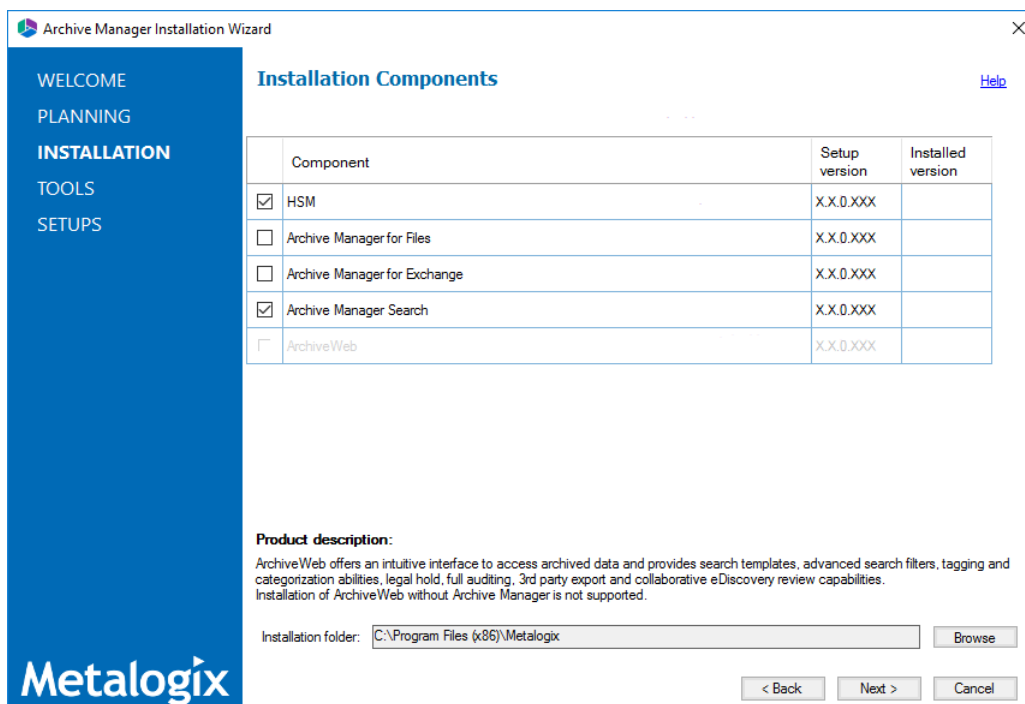 Archive Manager Installation Wizard
WELCOME
PLANNING
INSTALLATION
TOOLS
SETUPS
Installation Components
Help
Component
Setup version
Installed version
HSM X.X.0.XXX
Archive Manager for Files X.X.0.XXX
Archive Manager for Exchange X.X.0.XXX
Archive Manager Search X.X.0.XXX
ArchiveWeb X.X.0.XXX
Product description:
ArchiveWeb offers an intuitive interface to access archived data and provides search templates, advanced search filters, tagging and
categorization abilities, legal hold, full auditing, 3rd party export and collaborative eDiscovery review capabilities.
Installation of ArchiveWeb without Archive Manager is not supported.
Installation folder: C:\Program Files (x86)\Metalogix Browse
Metalogix
< Back Next > Cancel